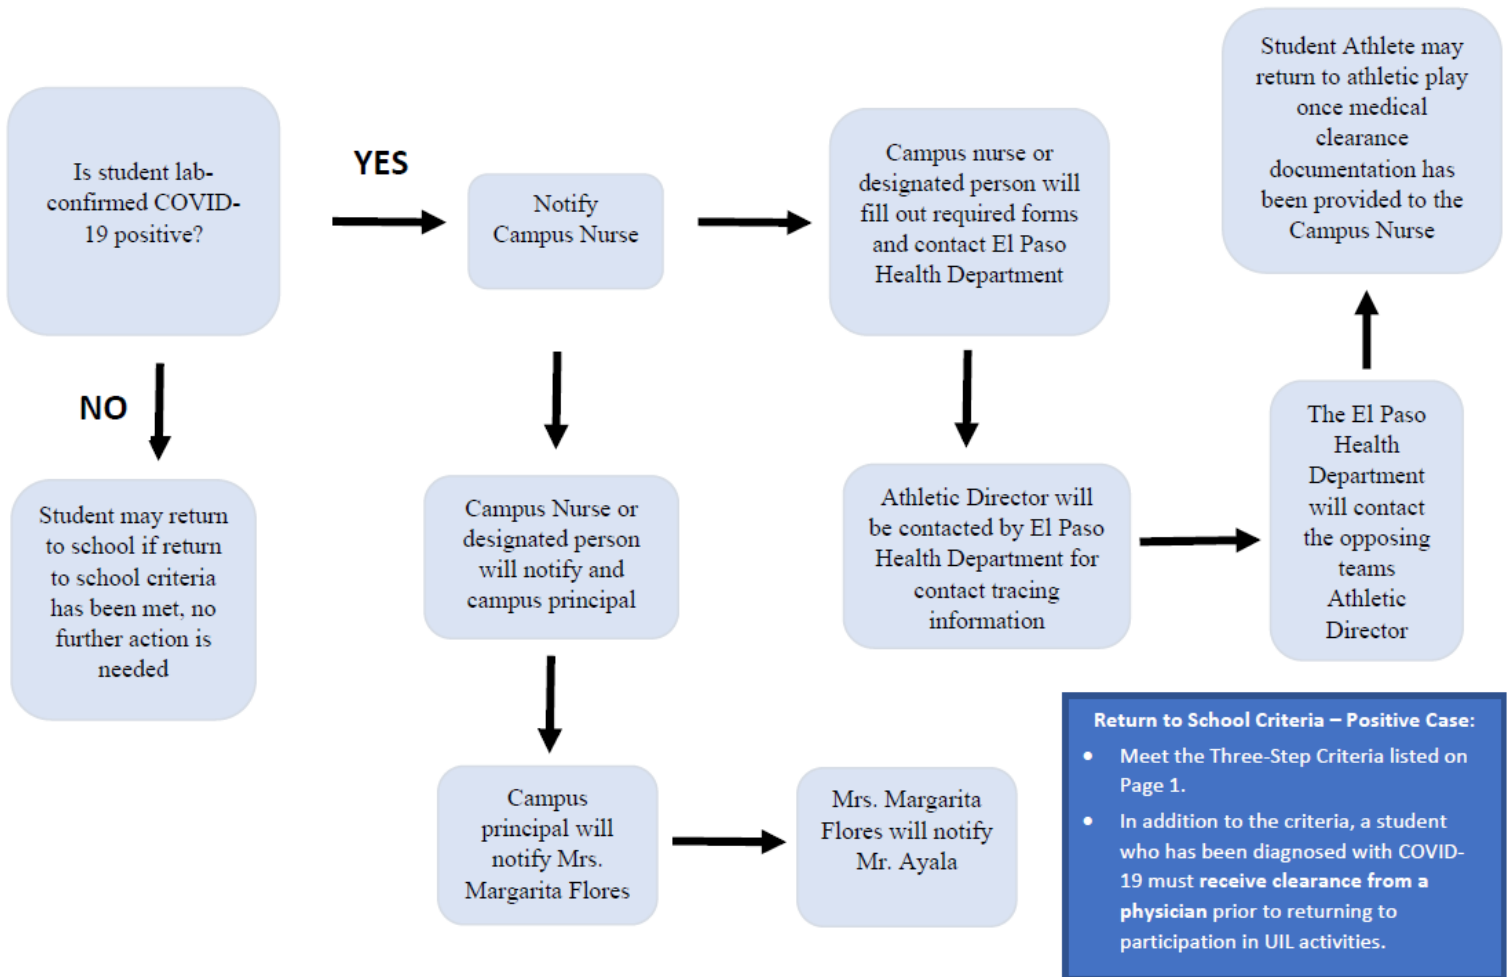 Is student lab-
confirmed COVID-
19 positive?
YES
Notify
Campus Nurse
Campus nurse or
designated person will
fill out required forms
and contact El Paso
Health Department
Student Athlete may
return to athletic play
once medical
clearance
documentation has
been provided to the
Campus Nurse
NO
Student may return
to school if return
to school criteria
has been met, no
further action is
needed
Campus Nurse or
designated person
will notify and
campus principal
Athletic Director will
be contacted by El Paso
Health Department for
contact tracing
information
The El Paso
Health
Department
will contact
the opposing
teams
Athletic
Director
Campus
principal will
notify Mrs.
Margarita Flores
Mrs. Margarita
Flores will notify
Mr. Ayala
Return to School Criteria – Positive Case:
• Meet the Three-Step Criteria listed on
Page 1.
• In addition to the criteria, a student
who has been diagnosed with COVID-
19 must receive clearance from a
physician prior to returning to
participation in UIL activities.